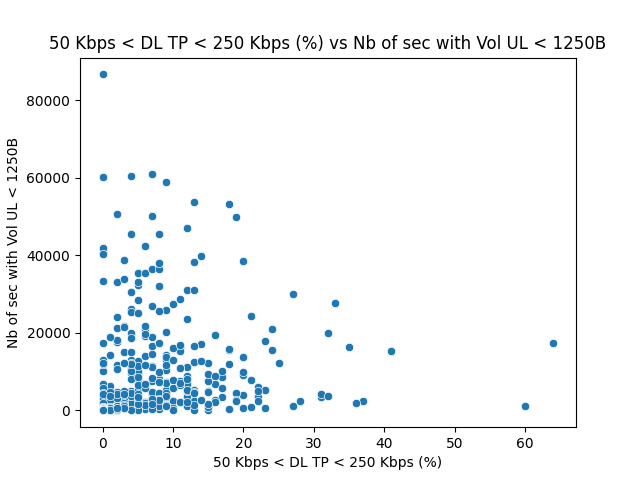 50 Kbps < DL TP < 250 Kbps (%) vs Nb of sec with Vol UL < 1250B
Nb of sec with Vol UL < 1250B
80000
60000
40000
20000
0
0 10 20 30 40 50 60
50 Kbps < DL TP < 250 Kbps (%)